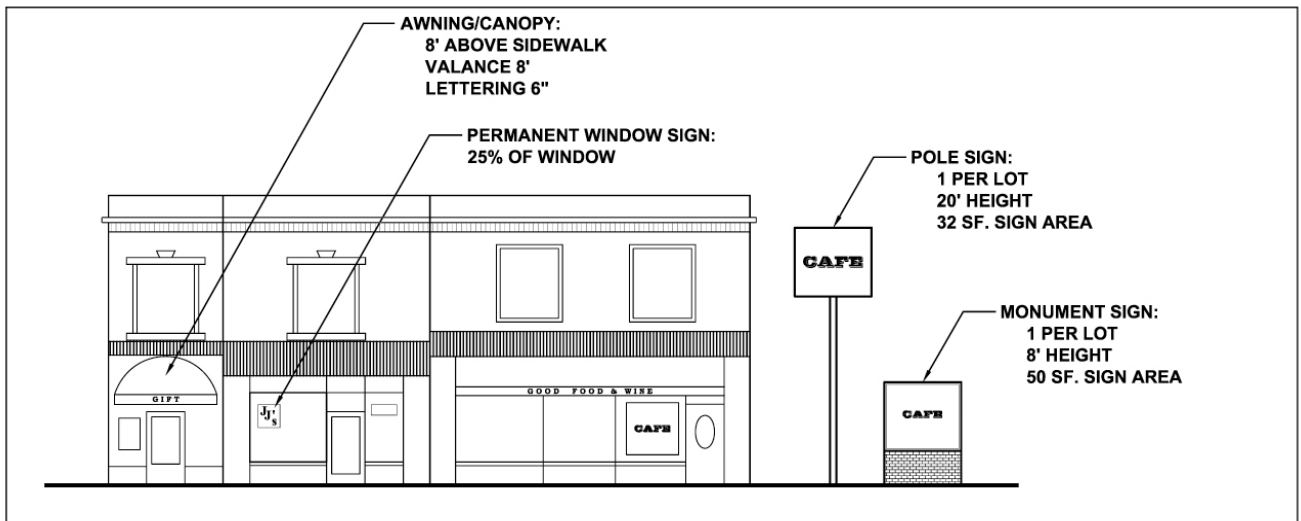 AWNING/CANOPY:
8' ABOVE SIDEWALK
VALANCE 8'
LETTERING 6"
PERMANENT WINDOW SIGN:
25% OF WINDOW
POLE SIGN:
1 PER LOT
20' HEIGHT
32 SF. SIGN AREA
CAFE
MONUMENT SIGN:
1 PER LOT
8' HEIGHT
50 SF. SIGN AREA
GIFT
JJ's
GOOD FOOD & WINE
CAFE
CAFE